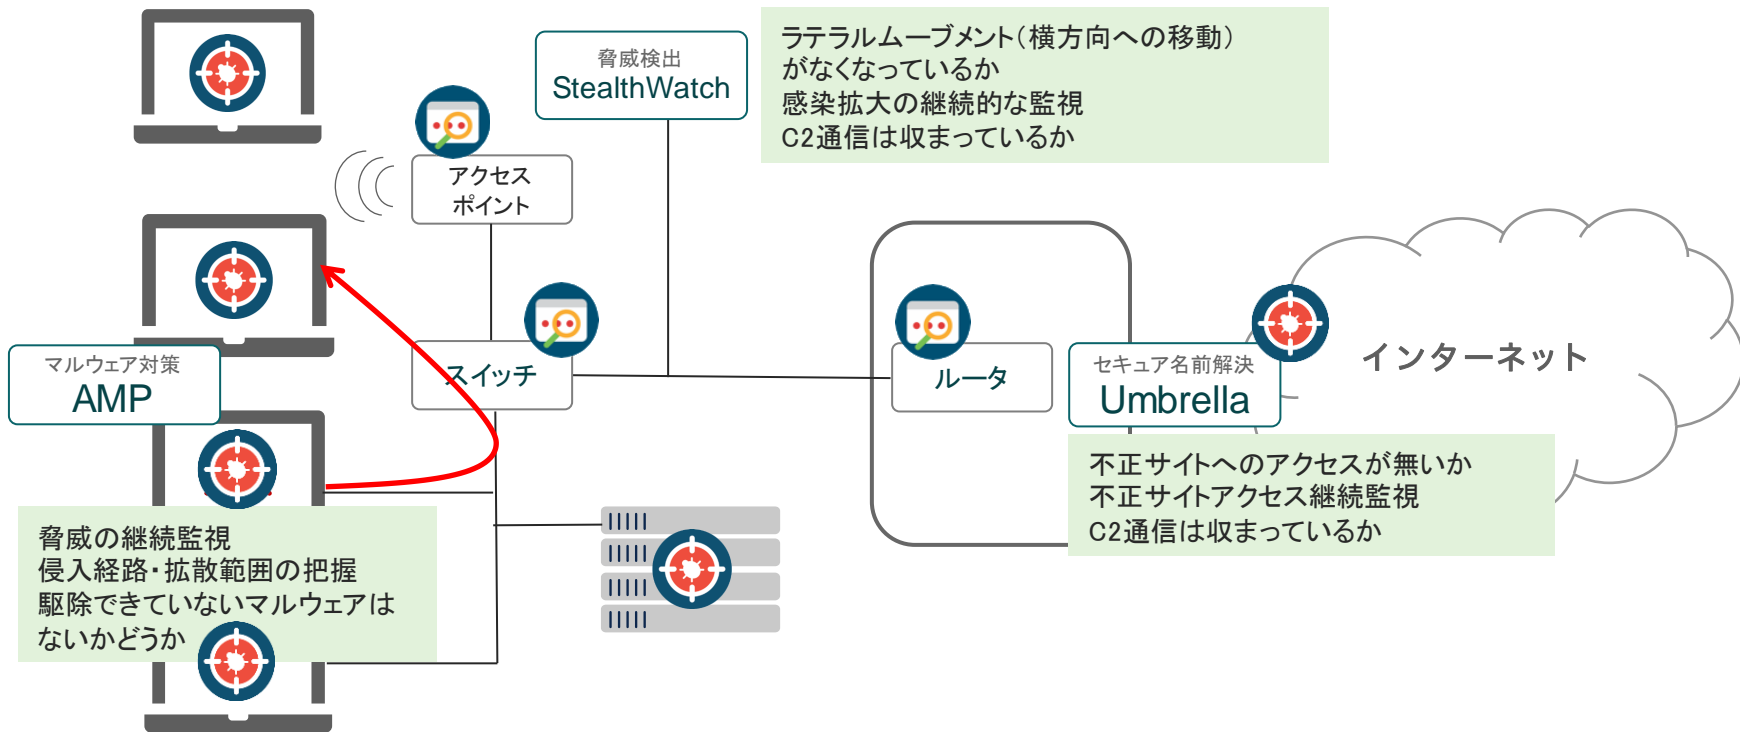 脅威検出
StealthWatch
ラテラルムーブメント（横方向への移動）
がなくなっているか
感染拡大の継続的な監視
C2通信は収まっているか
アクセス
ポイント
スイッチ
ルータ
セキュア名前解決
Umbrella
インターネット
マルウェア対策
AMP
不正サイトへのアクセスが無いか
不正サイトアクセス継続監視
C2通信は収まっているか
脅威の継続監視
侵入経路・拡散範囲の把握
駆除できていないマルウェアは
ないかどうか